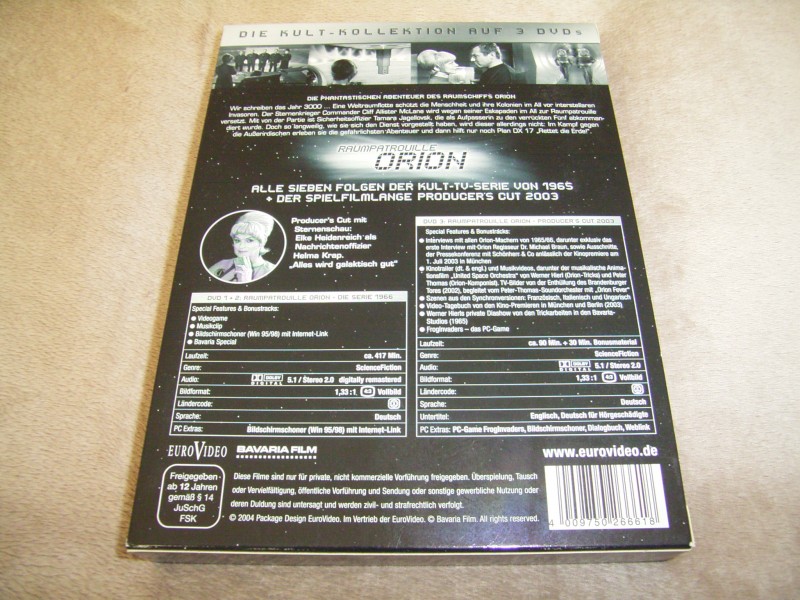 DIE KULT-KOLLEKTION AUF 3 DVDs
DIE PHANTASTISCHEN ABENTEUER DES RAUMSCHIFFS ORION
Wir schreiben das Jahr 3000 ... Eine Weltraumflotte schützt die Menschheit und ihre Kolonien im All vor interstellaren
Invasoren. Der Sternenkrieger Commander Cliff Allister McLane wird wegen seiner Eskapaden im All zur Raumpatrouille
versetzt. Mit von der Partie ist Sicherheitsoffizier Tamara Jagellovsk, die als Aufpasserin zu den verrückten Fünf abkomman-
diert wurde. Doch so langweilig, wie sie sich den Dienst vorgestellt haben, wird dieser allerdings nicht: Im Kampf gegen
die Außerirdischen erleben sie die gefährlichsten Abenteuer und dann hilft nur noch Plan DX 17 „Rettet die Erde!".
RAUMPATROUILLE
ORION
ALLE SIEBEN FOLGEN DER KULT-TV-SERIE VON 1965
+ DER SPIELFILMLANGE PRODUCER'S CUT 2003
Producer's Cut mit
Sternenschau:
Elke Heidenreich als
Nachrichtenoffizier
Helma Krap.
„Alles wird galaktisch gut"
DVD 1 + 2: RAUMPATROUILLE ORION - DIE SERIE 1966
Special Features & Bonustracks:
● Videogame
● Musikclip
● Bildschirmschoner (Win 95/98) mit Internet-Link
● Bavaria Special
Laufzeit: ca. 417 Min.
Genre: ScienceFiction
Audio: DOLBY DIGITAL 5.1 / Stereo 2.0 digitally remastered
Bildformat: 1,33 :1 4:3 Vollbild
Ländercode:
Sprache: Deutsch
PC Extras: Bildschirmschoner (Win 95/98) mit Internet-Link
DVD 3: RAUMPATROUILLE ORION - PRODUCER'S CUT 2003
Special Features & Bonustracks:
● Interviews mit allen Orion-Machern von 1965/66, darunter exklusiv das
erste Interview mit Orion Regisseur Dr. Michael Braun, sowie Ausschnitte,
der Pressekonferenz mit Schönherr & Co anlässlich der Kinopremiere am
1. Juli 2003 in München
● Kinotrailer (dt. & engl.) und Musikvideos, darunter der musikalische Anima-
tionsfilm „United Space Orchestra" von Werner Hierl (Orion-Tricks) und Peter
Thomas (Orion-Komponist), TV-Bilder von der Enthüllung des Brandenburger
Tores (2002), begleitet vom Peter-Thomas-Soundorchester mit „Orion Fever"
● Szenen aus den Synchronversionen: Französisch, Italienisch und Ungarisch
● Video-Tagebuch von den Kino-Premieren in München und Berlin (2003)
● Werner Hierls private Diashow von den Trickarbeiten in den Bavaria-
Studios (1965)
● FrogInvaders - das PC-Game
Laufzeit: ca. 90 Min. + 30 Min. Bonusmaterial
Genre: ScienceFiction
Audio: DOLBY DIGITAL 5.1 / Stereo 2.0
Bildformat: 1,33 :1 4:3 Vollbild
Ländercode:
Sprache: Deutsch
Untertitel: Englisch, Deutsch für Hörgeschädigte
PC Extras: PC-Game FrogInvaders, Bildschirmschoner, Dialogbuch, Weblink
EUROVIDEO BAVARIA FILM
www.eurovideo.de
Freigegeben
ab 12 Jahren
gemäß § 14
JuSchG
FSK
Diese Filme sind nur für private, nicht kommerzielle Vorführung freigegeben. Überspielung, Tausch
oder Vervielfältigung, öffentliche Vorführung und Sendung oder sonstige gewerbliche Nutzung oder
deren Duldung sind untersagt und werden zivil- und strafrechtlich verfolgt.
© 2004 Package Design EuroVideo. Im Vertrieb der EuroVideo. © Bavaria Film. All rights reserved.
4 009750 266618